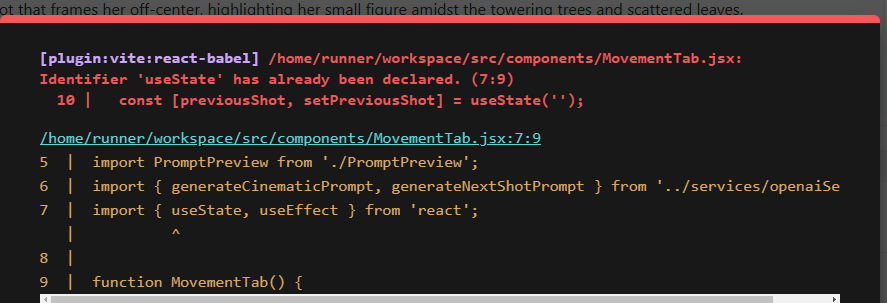 ot that frames her off-center, highlighting her small figure amidst the towering trees and scattered leaves.
[plugin:vite:react-babel] /home/runner/workspace/src/components/MovementTab.jsx:
Identifier 'useState' has already been declared. (7:9)
10 |   const [previousShot, setPreviousShot] = useState('');
/home/runner/workspace/src/components/MovementTab.jsx:7:9
5  |  import PromptPreview from './PromptPreview';
6  |  import { generateCinematicPrompt, generateNextShotPrompt } from '../services/openaiSe
7  |  import { useState, useEffect } from 'react';
   |           ^
8  |
9  |  function MovementTab() {